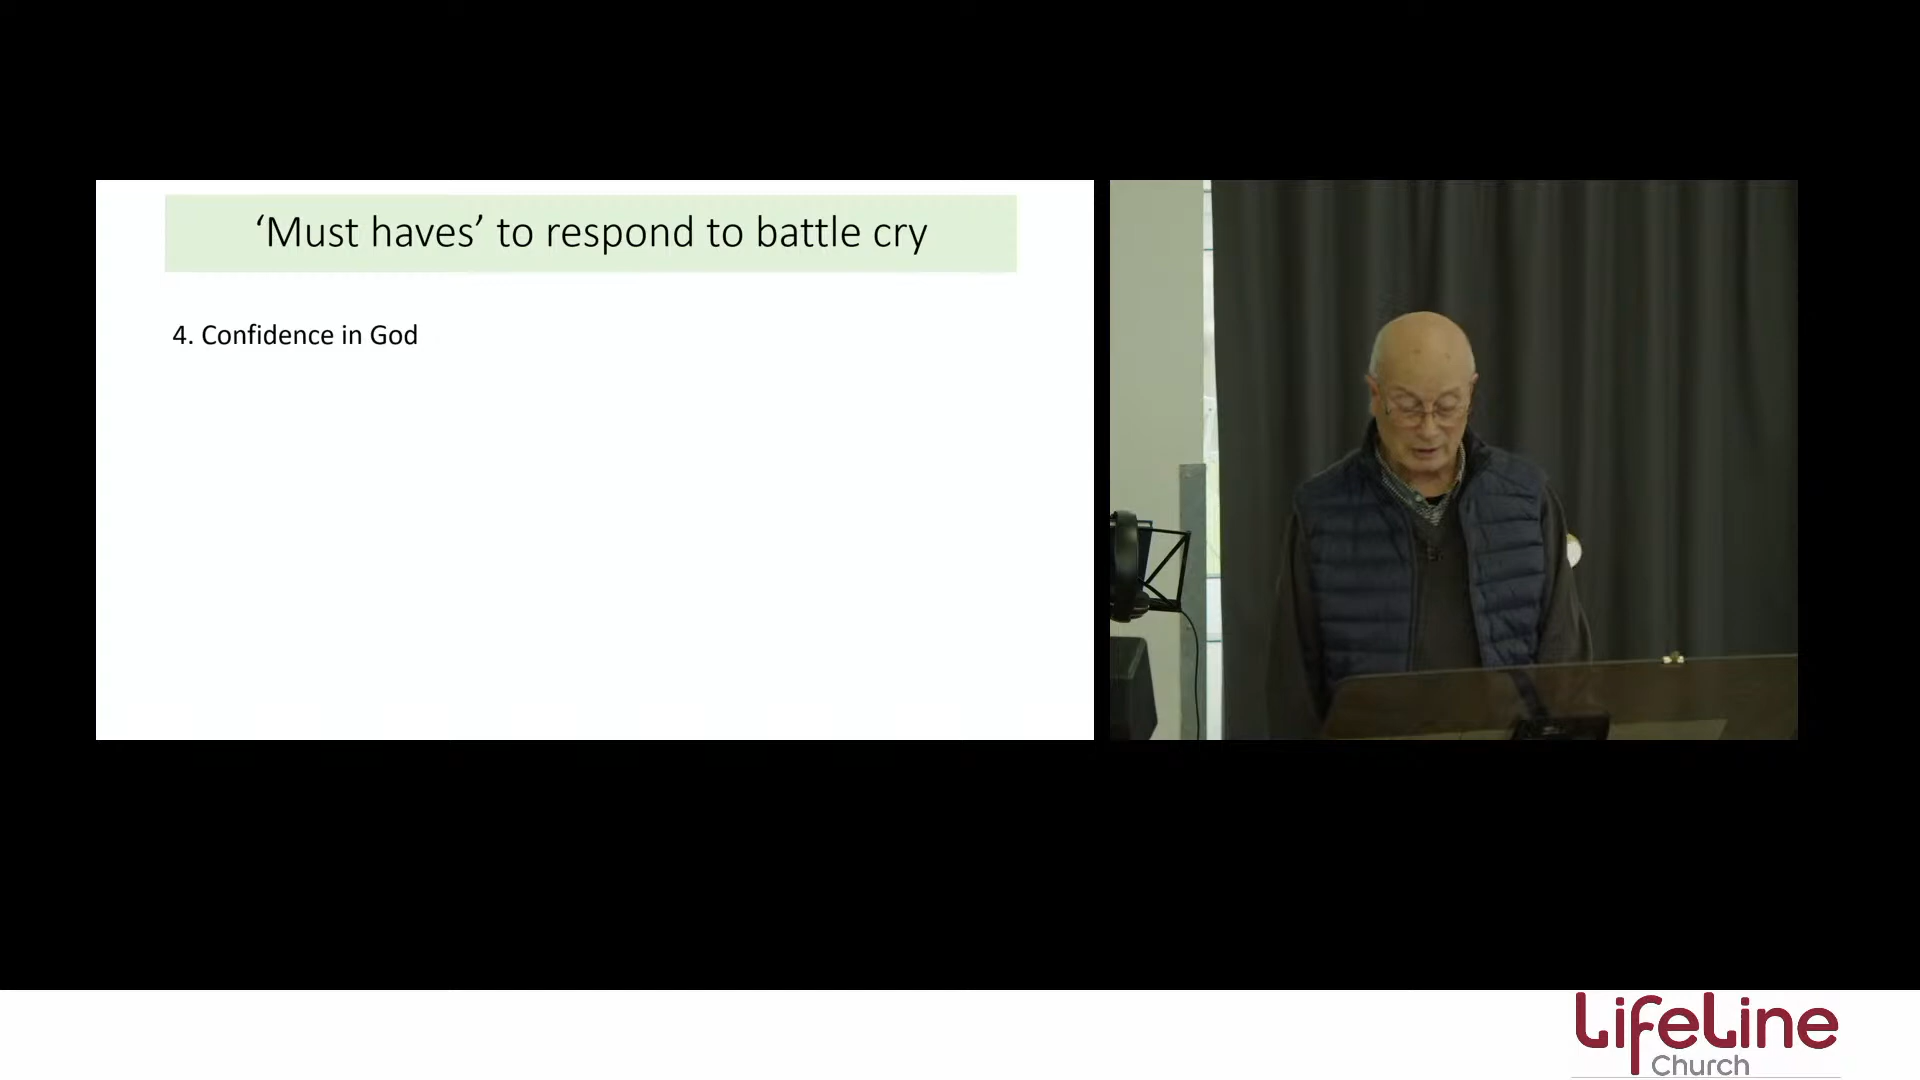 ‘Must haves’ to respond to battle cry
4. Confidence in God
LifeLine
Church